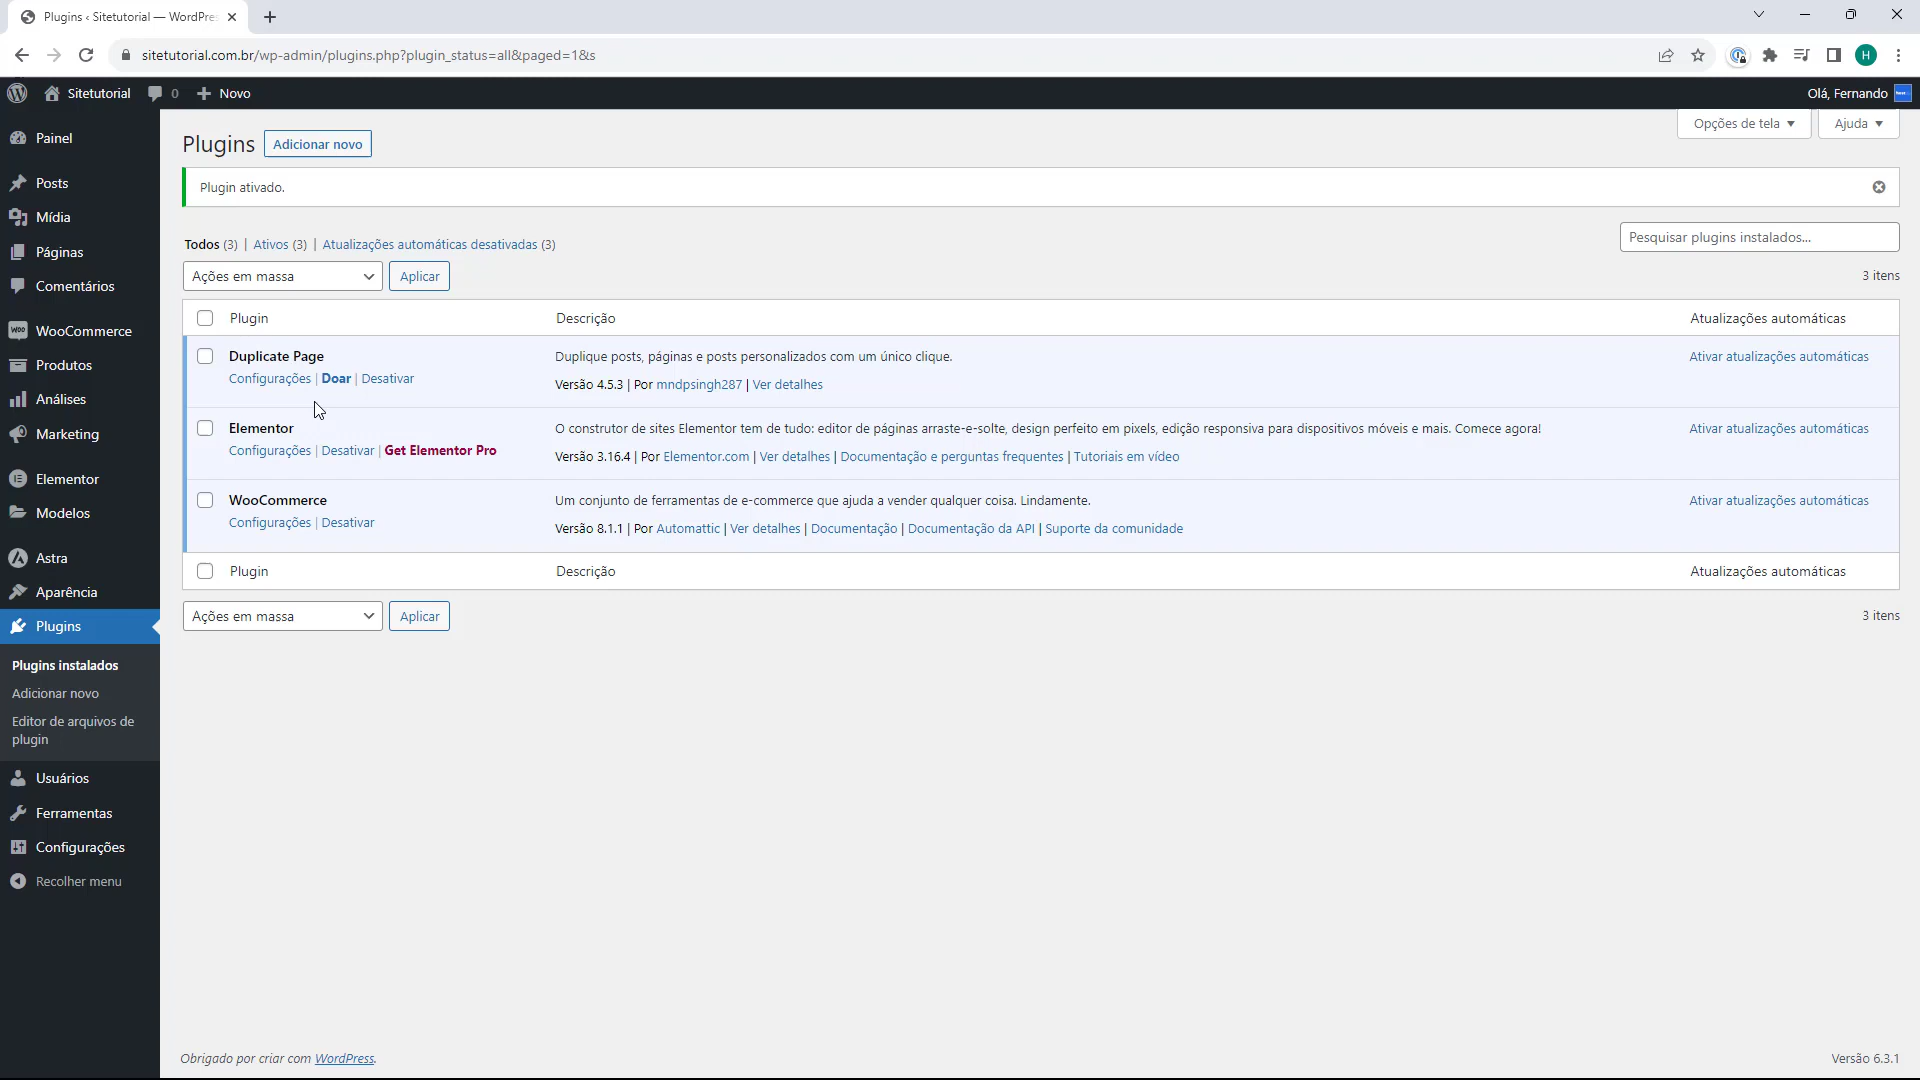 Plugins ‹ Sitetutorial — WordPre
sitetutorial.com.br/wp-admin/plugins.php?plugin_status=all&paged=1&s
H
Sitetutorial
0
Novo
Olá, Fernando
Painel
Posts
Mídia
Páginas
Comentários
WooCommerce
Produtos
Análises
Marketing
Elementor
Modelos
Astra
Aparência
Plugins
Plugins instalados
Adicionar novo
Editor de arquivos de
plugin
Usuários
Ferramentas
Configurações
Recolher menu
Opções de tela
Ajuda
Plugins
Adicionar novo
Plugin ativado.
Todos (3) | Ativos (3) | Atualizações automáticas desativadas (3)
Pesquisar plugins instalados...
Ações em massa
Aplicar
3 itens
Plugin
Descrição
Atualizações automáticas
Duplicate Page
Configurações | Doar | Desativar
Duplique posts, páginas e posts personalizados com um único clique.
Versão 4.5.3 | Por mndpsingh287 | Ver detalhes
Ativar atualizações automáticas
Elementor
Configurações | Desativar | Get Elementor Pro
O construtor de sites Elementor tem de tudo: editor de páginas arraste-e-solte, design perfeito em pixels, edição responsiva para dispositivos móveis e mais. Comece agora!
Versão 3.16.4 | Por Elementor.com | Ver detalhes | Documentação e perguntas frequentes | Tutoriais em vídeo
Ativar atualizações automáticas
WooCommerce
Configurações | Desativar
Um conjunto de ferramentas de e-commerce que ajuda a vender qualquer coisa. Lindamente.
Versão 8.1.1 | Por Automattic | Ver detalhes | Documentação | Documentação da API | Suporte da comunidade
Ativar atualizações automáticas
Plugin
Descrição
Atualizações automáticas
Ações em massa
Aplicar
3 itens
Obrigado por criar com WordPress.
Versão 6.3.1